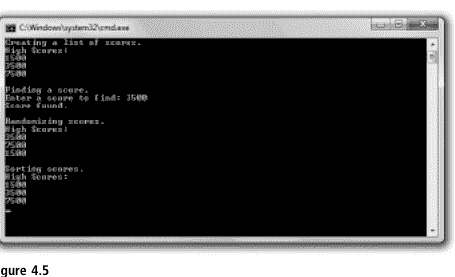 C:\Windows\system32\cmd.exe
Creating a list of scores.
High Scores:
1500
3500
7500
Finding a score.
Enter a score to find: 3500
Score found.
Randomizing scores.
High Scores:
3500
7500
1500
Sorting scores.
High Scores:
1500
3500
7500
gure 4.5